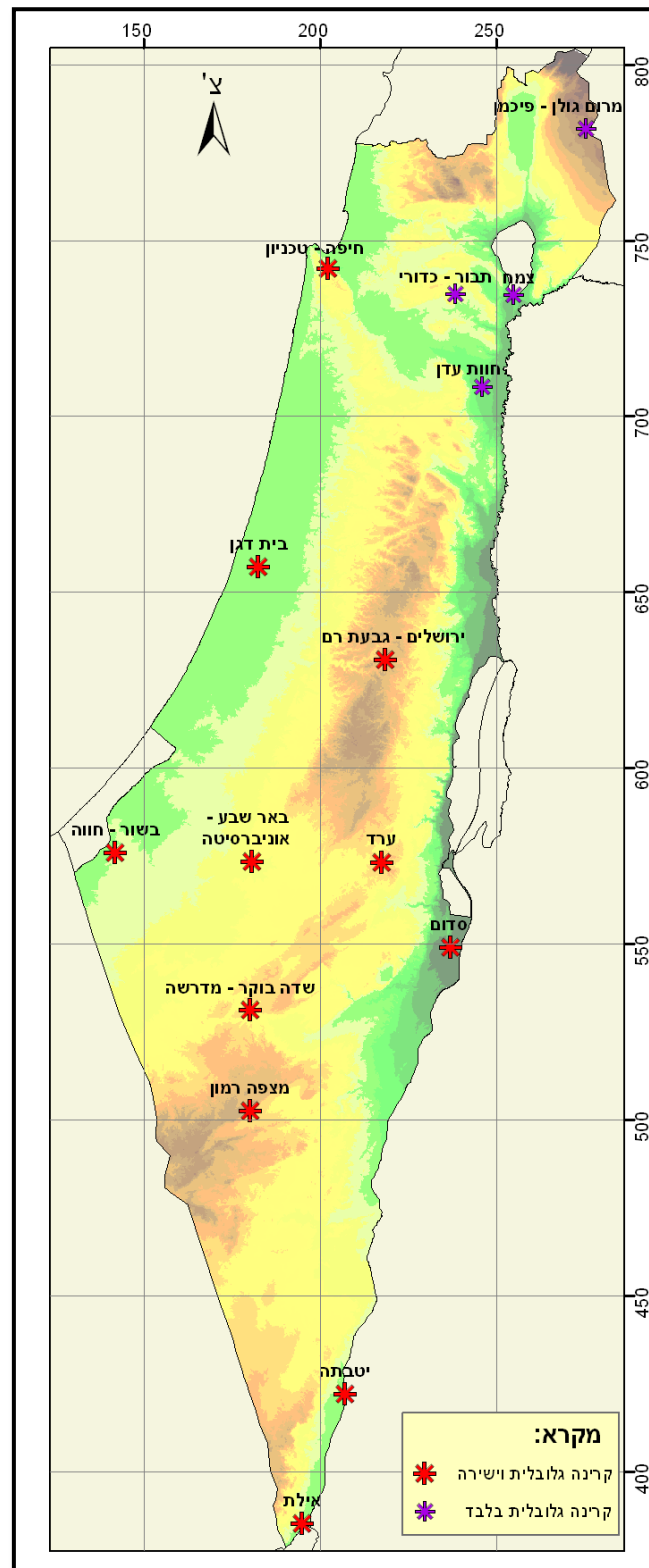 150 200 250
800
צ'
מרום גולן - פיכמן
750
חיפה - טכניון
תבור - כדורי
צמח
חוות עדן
700
בית דגן
650
ירושלים - גבעת רם
600
באר שבע -
אוניברסיטה
בשור - חווה
ערד
סדום
550
שדה בוקר - מדרשה
מצפה רמון
500
450
יטבתה
400
אילת
מקרא:
קרינה גלובלית וישירה
קרינה גלובלית בלבד